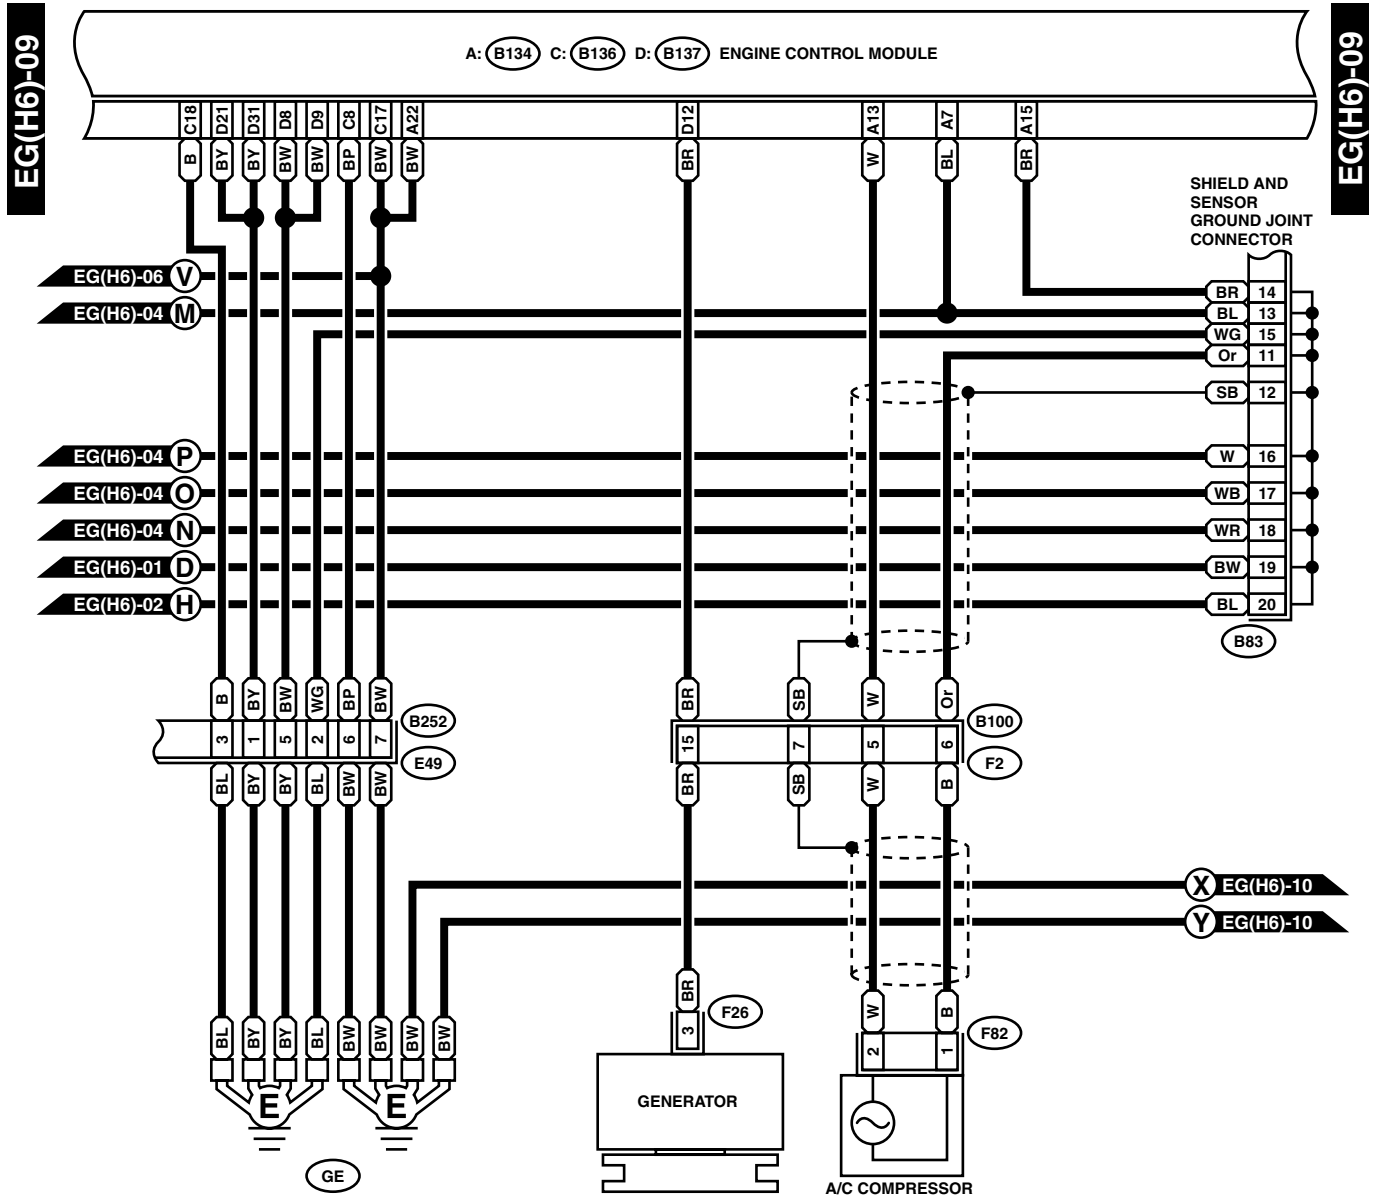 EG(H6)-09
EG(H6)-09
A: B134 C: B136 D: B137 ENGINE CONTROL MODULE
C18 D21 D31 D8 D9 C8 C17 A22 D12 A13 A7 A15
B BY BY BW BW BP BW BW BR W BL BR
SHIELD AND
SENSOR
GROUND JOINT
CONNECTOR
EG(H6)-06 V
BR 14
EG(H6)-04 M BL 13
WG 15
Or 11
SB 12
EG(H6)-04 P W 16
EG(H6)-04 O WB 17
EG(H6)-04 N WR 18
EG(H6)-01 D BW 19
EG(H6)-02 H BL 20
B83
B BY BW WG BP BW BR SB W Or
B252 B100
3 1 5 2 6 7 15 7 5 6
E49 F2
BL BY BY BL BW BW BR SB W B
X EG(H6)-10
Y EG(H6)-10
BR W B
3 F26
BL BY BY BL BW BW BW BW
2 1 F82
E E
GENERATOR
GE
A/C COMPRESSOR